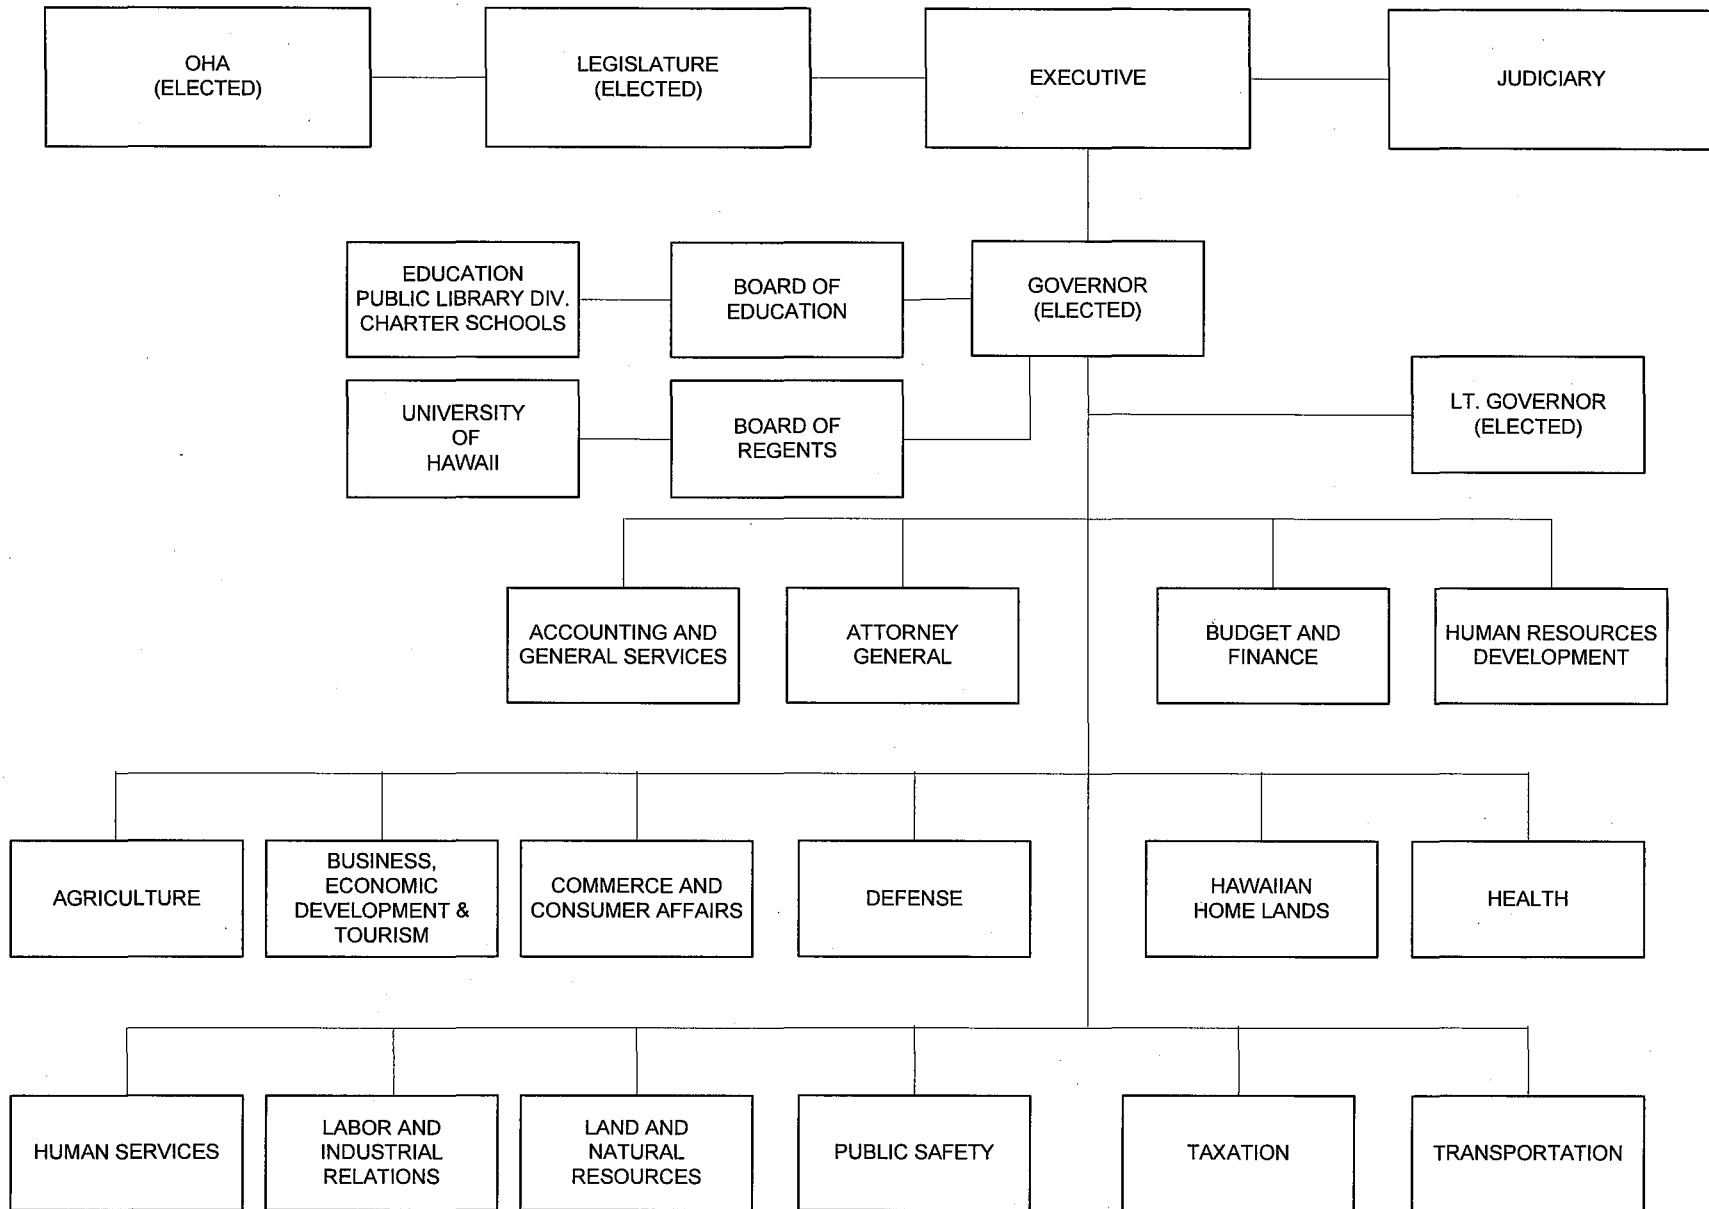 OHA
(ELECTED)
LEGISLATURE
(ELECTED)
EXECUTIVE
JUDICIARY
EDUCATION
PUBLIC LIBRARY DIV.
CHARTER SCHOOLS
BOARD OF
EDUCATION
GOVERNOR
(ELECTED)
UNIVERSITY
OF
HAWAII
BOARD OF
REGENTS
LT. GOVERNOR
(ELECTED)
ACCOUNTING AND
GENERAL SERVICES
ATTORNEY
GENERAL
BUDGET AND
FINANCE
HUMAN RESOURCES
DEVELOPMENT
AGRICULTURE
BUSINESS,
ECONOMIC
DEVELOPMENT &
TOURISM
COMMERCE AND
CONSUMER AFFAIRS
DEFENSE
HAWAIIAN
HOME LANDS
HEALTH
HUMAN SERVICES
LABOR AND
INDUSTRIAL
RELATIONS
LAND AND
NATURAL
RESOURCES
PUBLIC SAFETY
TAXATION
TRANSPORTATION